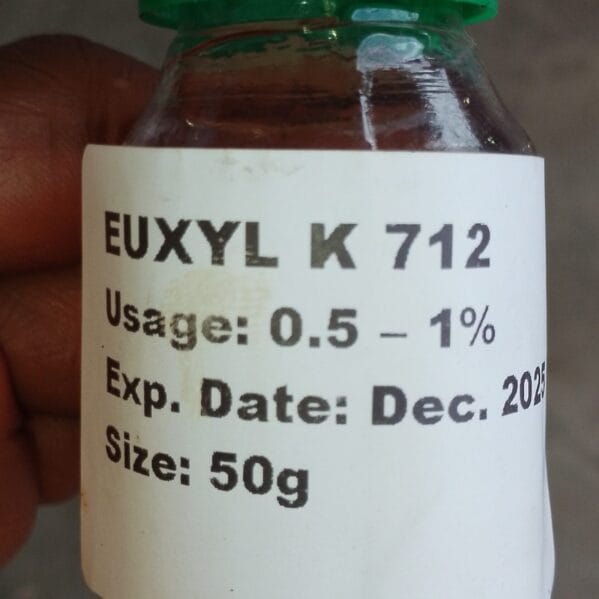 EUXYL K 712
Usage: 0.5 – 1%
Exp. Date: Dec. 2025
Size: 50g